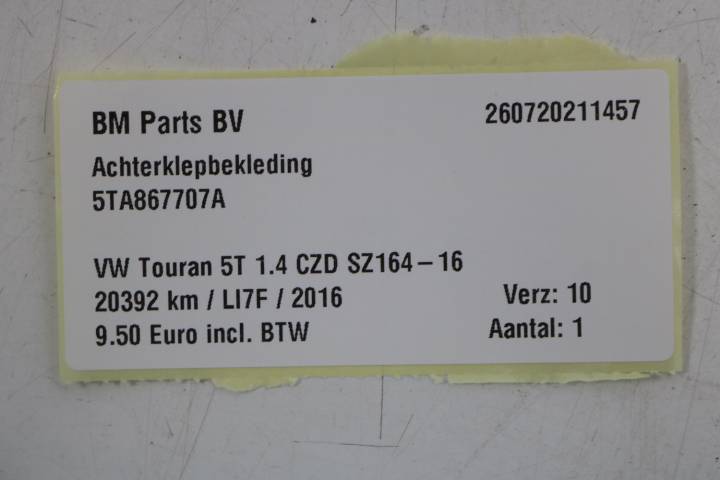 BM Parts BV 260720211457
Achterklepbekleding
5TA867707A
VW Touran 5T 1.4 CZD SZ164-16
20392 km / LI7F / 2016 Verz: 10
9.50 Euro incl. BTW Aantal: 1